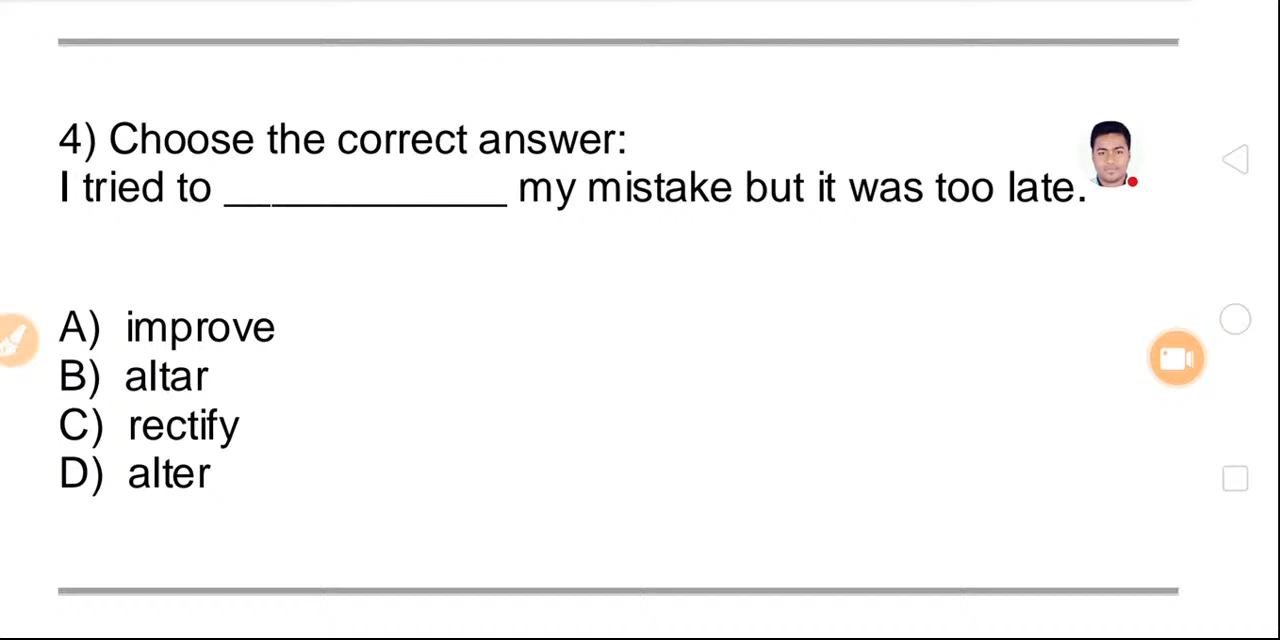 4) Choose the correct answer:
I tried to ____________ my mistake but it was too late.
A) improve
B) altar
C) rectify
D) alter